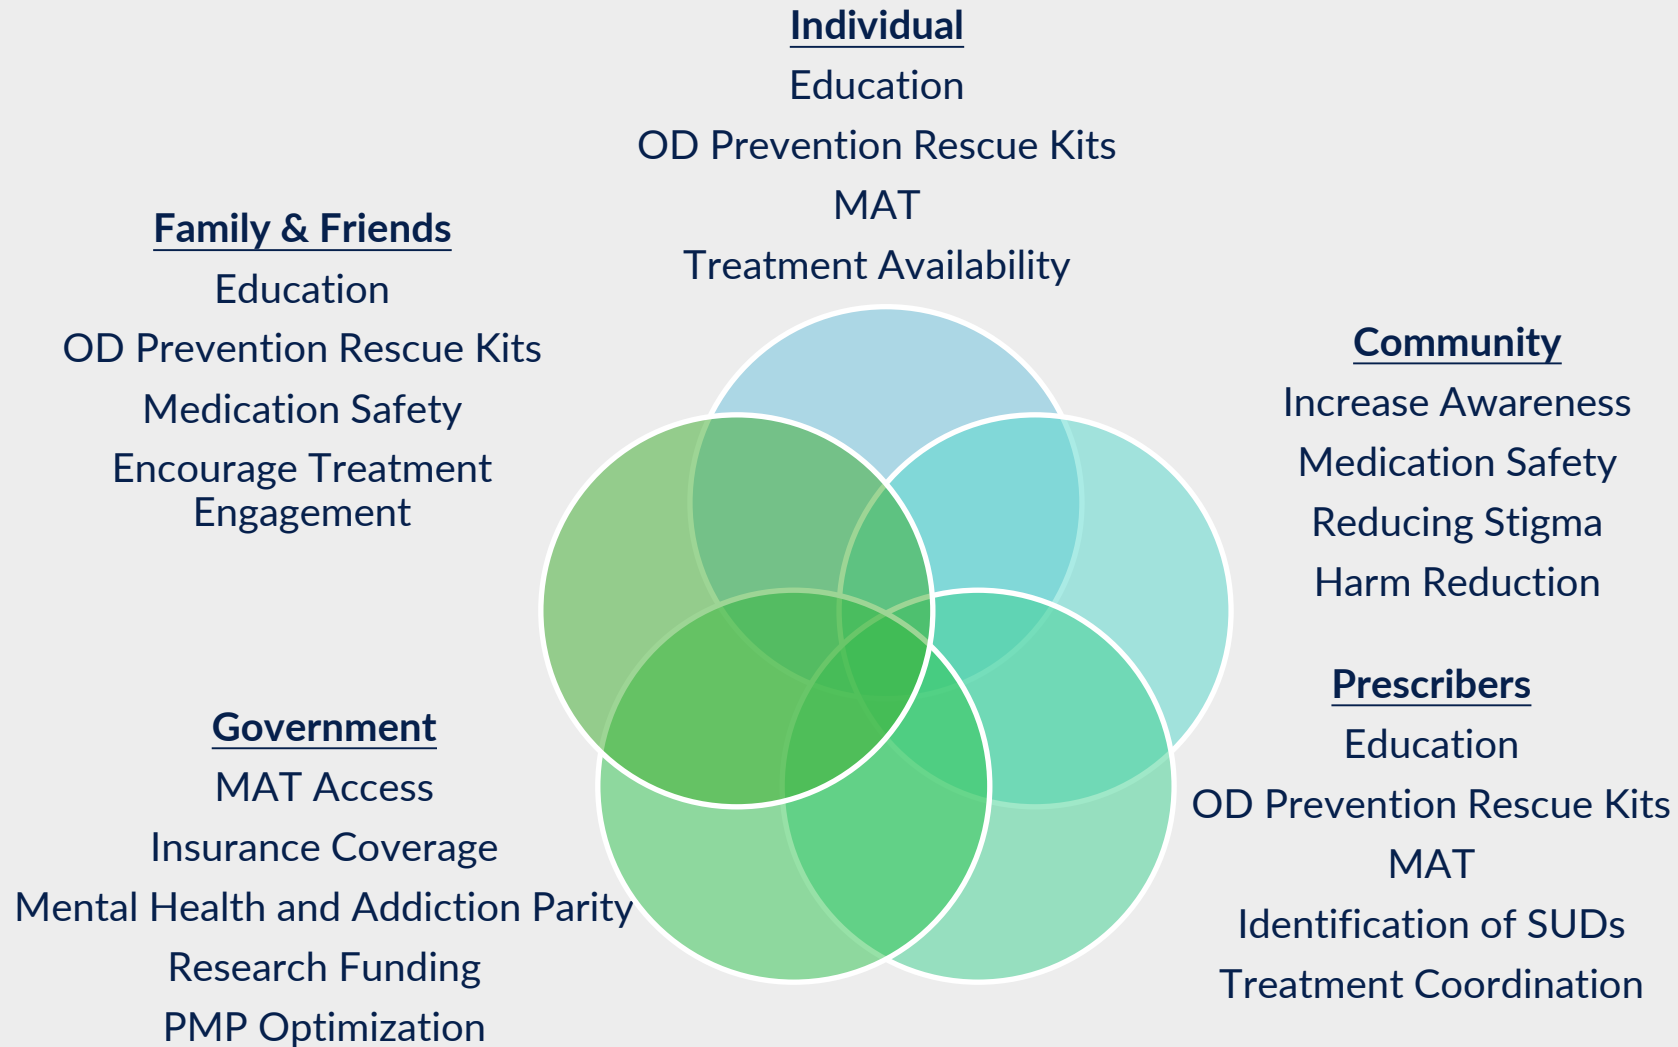 Individual
Education
OD Prevention Rescue Kits
MAT
Treatment Availability
Family & Friends
Education
OD Prevention Rescue Kits
Medication Safety
Encourage Treatment
Engagement
Community
Increase Awareness
Medication Safety
Reducing Stigma
Harm Reduction
Government
MAT Access
Insurance Coverage
Mental Health and Addiction Parity
Research Funding
PMP Optimization
Prescribers
Education
OD Prevention Rescue Kits
MAT
Identification of SUDs
Treatment Coordination